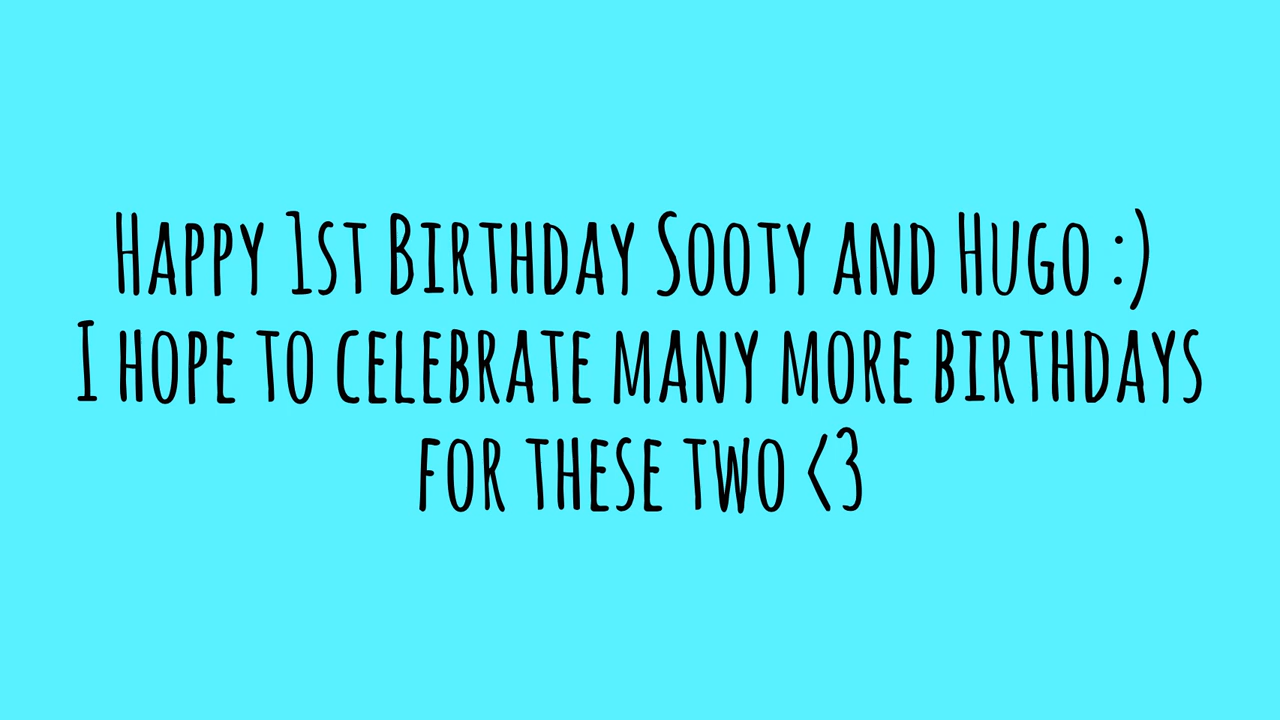 Happy 1st Birthday Sooty and Hugo :)
I hope to celebrate many more birthdays
for these two <3